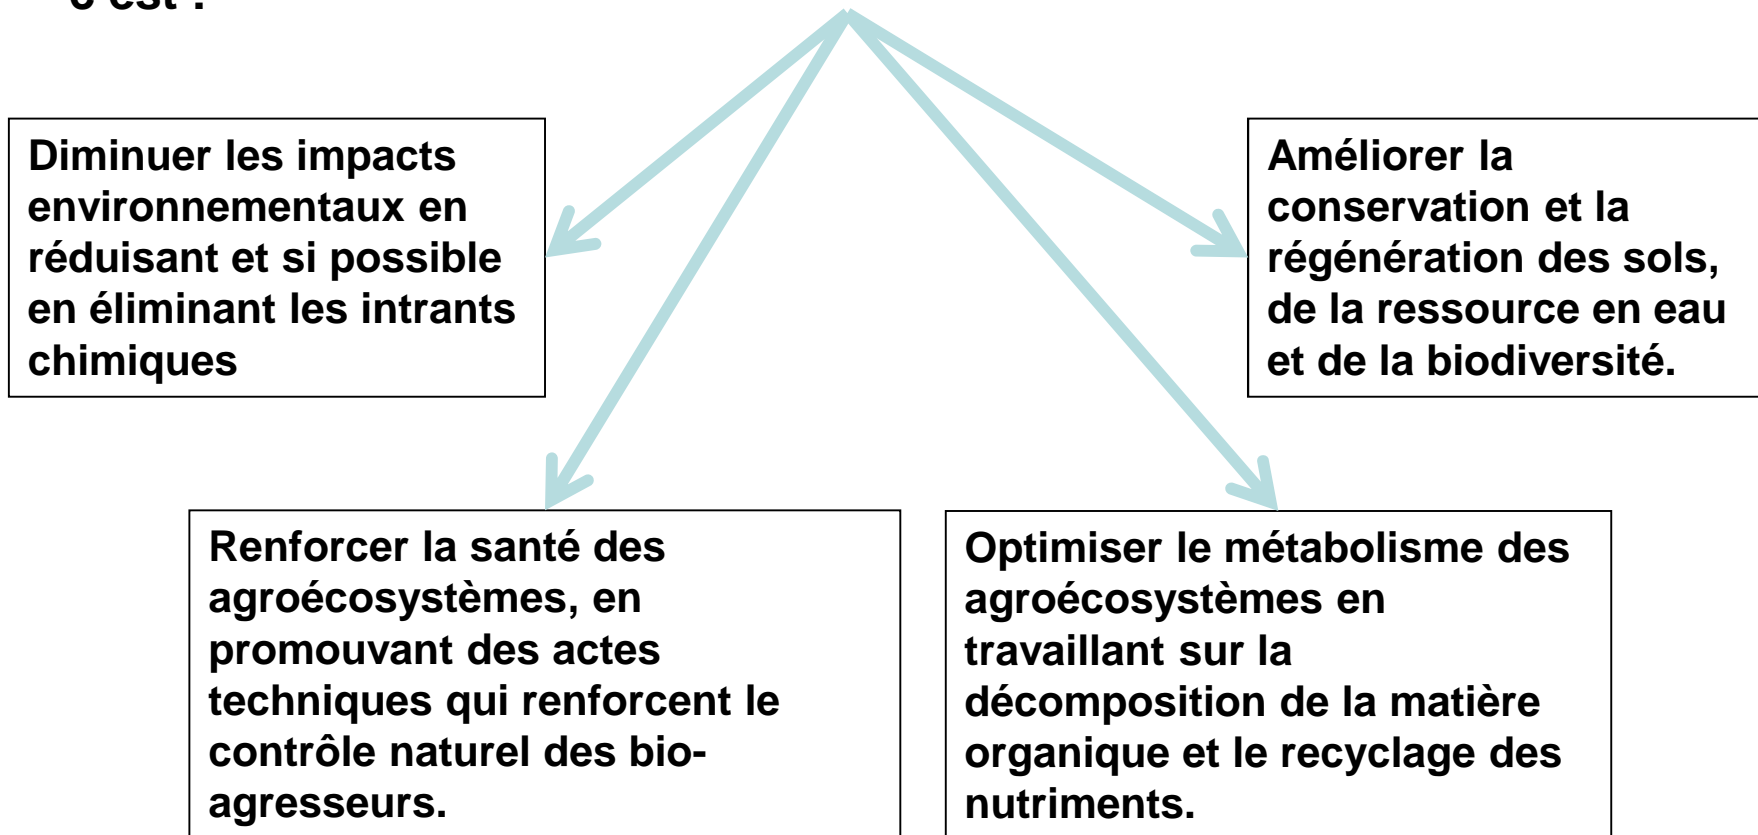 c'est :
Diminuer les impacts
environnementaux en
réduisant et si possible
en éliminant les intrants
chimiques
Améliorer la
conservation et la
régénération des sols,
de la ressource en eau
et de la biodiversité.
Renforcer la santé des
agroécosystèmes, en
promouvant des actes
techniques qui renforcent le
contrôle naturel des bio-
agresseurs.
Optimiser le métabolisme des
agroécosystèmes en
travaillant sur la
décomposition de la matière
organique et le recyclage des
nutriments.